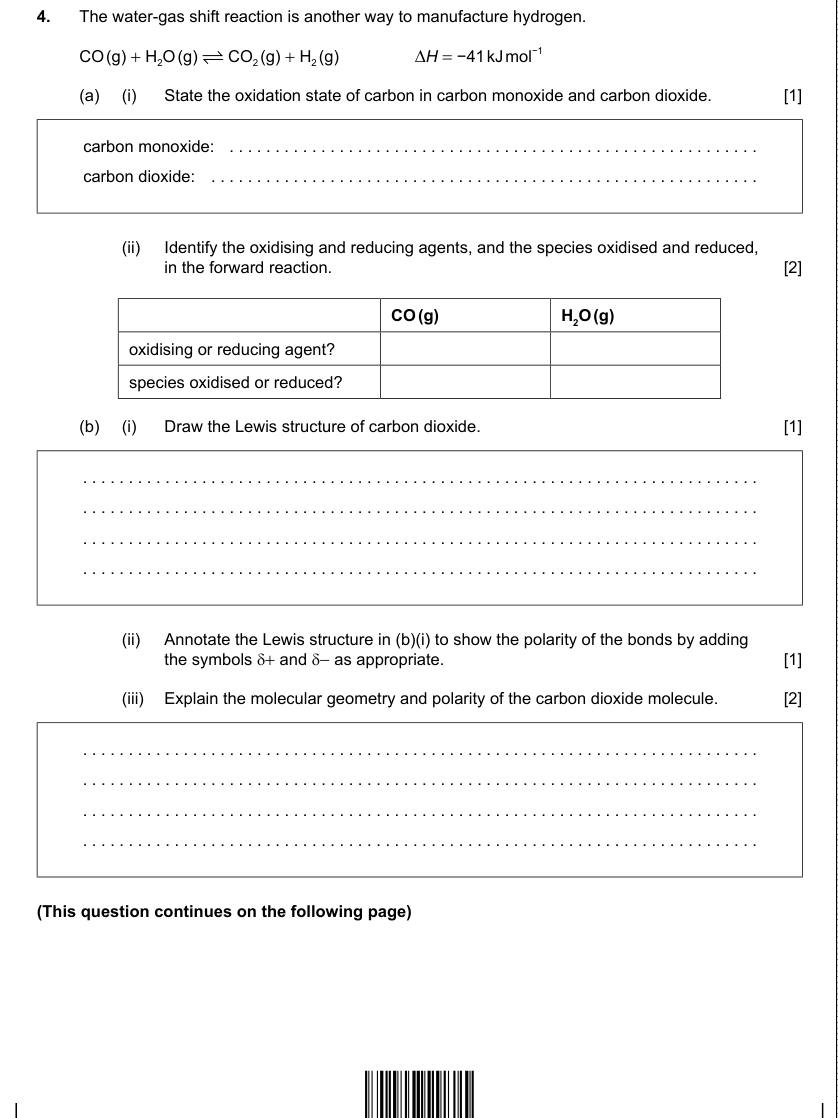 4. The water-gas shift reaction is another way to manufacture hydrogen.
CO (g) + H₂O (g) ⇌ CO₂ (g) + H₂ (g) ΔH = −41 kJ mol⁻¹
(a) (i) State the oxidation state of carbon in carbon monoxide and carbon dioxide. [1]
carbon monoxide: . . . . . . . . . . . . . . . . . . . . . . . . . . . . . .
carbon dioxide: . . . . . . . . . . . . . . . . . . . . . . . . . . . . . .
(ii) Identify the oxidising and reducing agents, and the species oxidised and reduced,
in the forward reaction. [2]
CO (g) H₂O (g)
oxidising or reducing agent?
species oxidised or reduced?
(b) (i) Draw the Lewis structure of carbon dioxide. [1]
(ii) Annotate the Lewis structure in (b)(i) to show the polarity of the bonds by adding
the symbols δ+ and δ− as appropriate. [1]
(iii) Explain the molecular geometry and polarity of the carbon dioxide molecule. [2]
(This question continues on the following page)